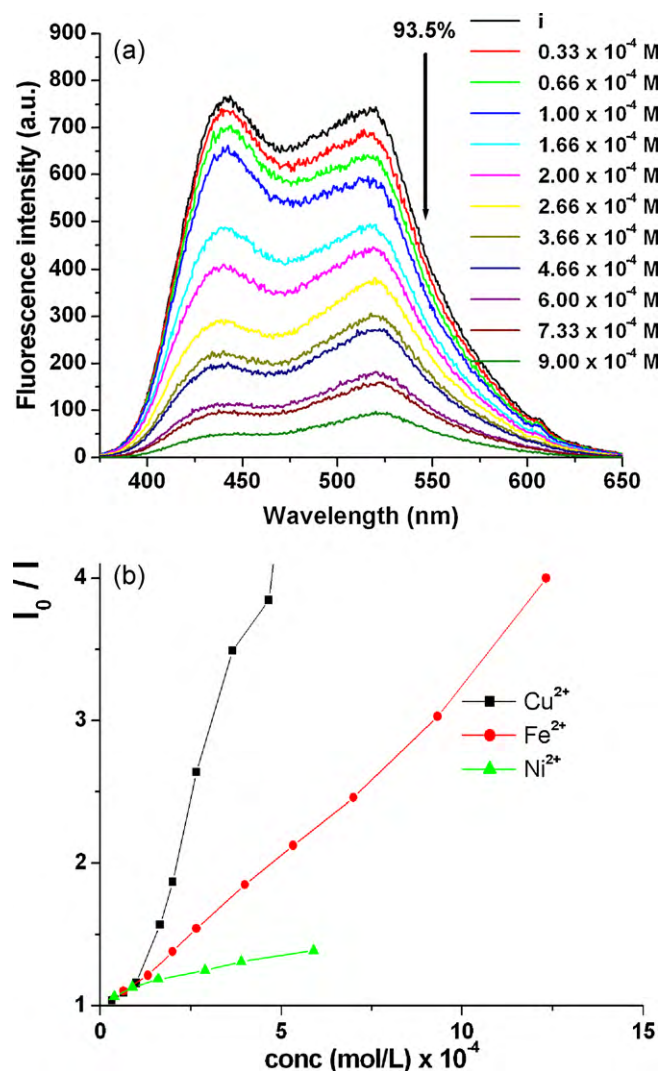 (a)
93.5%
i
0.33 x 10⁻⁴ M
0.66 x 10⁻⁴ M
1.00 x 10⁻⁴ M
1.66 x 10⁻⁴ M
2.00 x 10⁻⁴ M
2.66 x 10⁻⁴ M
3.66 x 10⁻⁴ M
4.66 x 10⁻⁴ M
6.00 x 10⁻⁴ M
7.33 x 10⁻⁴ M
9.00 x 10⁻⁴ M
Fluorescence intensity (a.u.)
900
800
700
600
500
400
300
200
100
0
400 450 500 550 600 650
Wavelength (nm)
(b)
I₀ / I
4
3
2
1
Cu²⁺
Fe²⁺
Ni²⁺
0 5 10 15
conc (mol/L) x 10⁻⁴